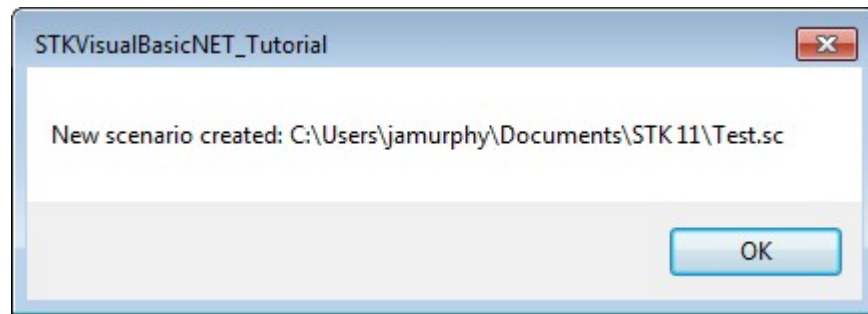 STKVisualBasicNET_Tutorial
New scenario created: C:\Users\jamurphy\Documents\STK 11\Test.sc
OK